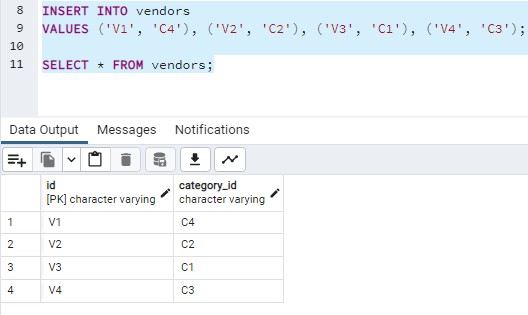 8 INSERT INTO vendors
9 VALUES ('V1', 'C4'), ('V2', 'C2'), ('V3', 'C1'), ('V4', 'C3');
10
11 SELECT * FROM vendors;
Data Output Messages Notifications
id category_id
[PK] character varying character varying
1 V1 C4
2 V2 C2
3 V3 C1
4 V4 C3